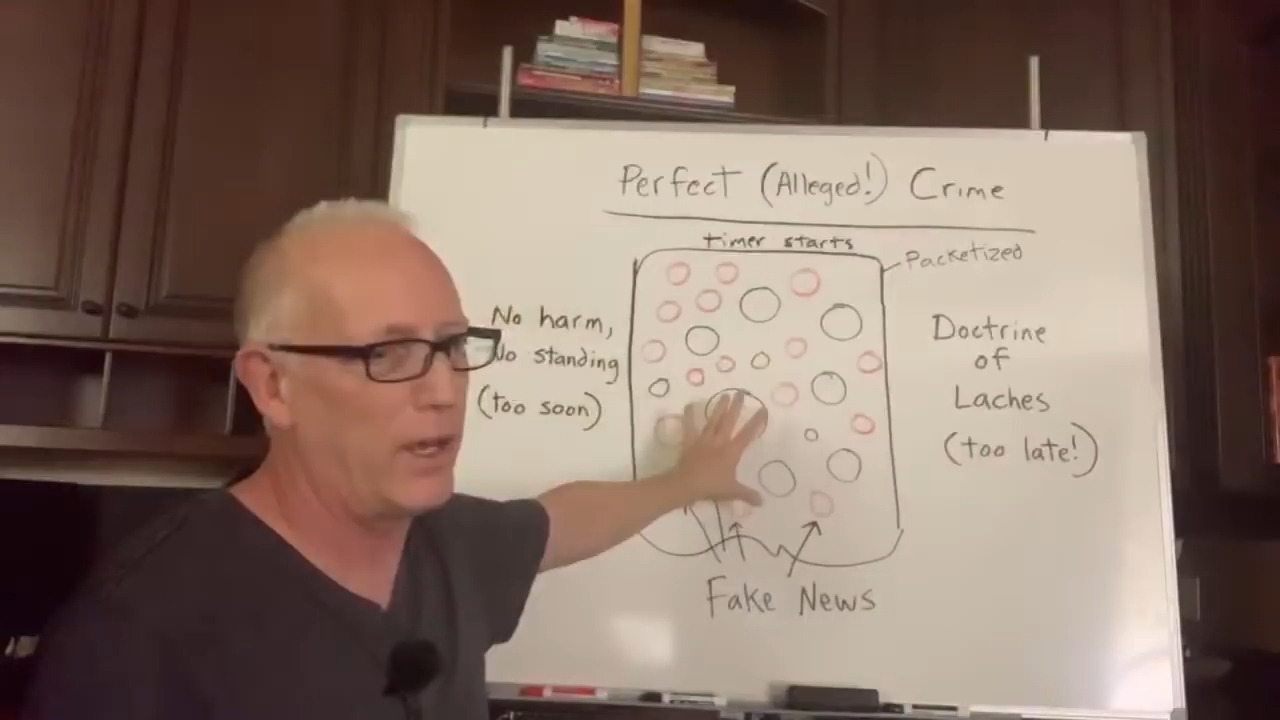 Perfect (Alleged!) Crime
timer starts
Packetized
No harm,
No standing
(too soon)
Doctrine
of
Laches
(too late!)
Fake News